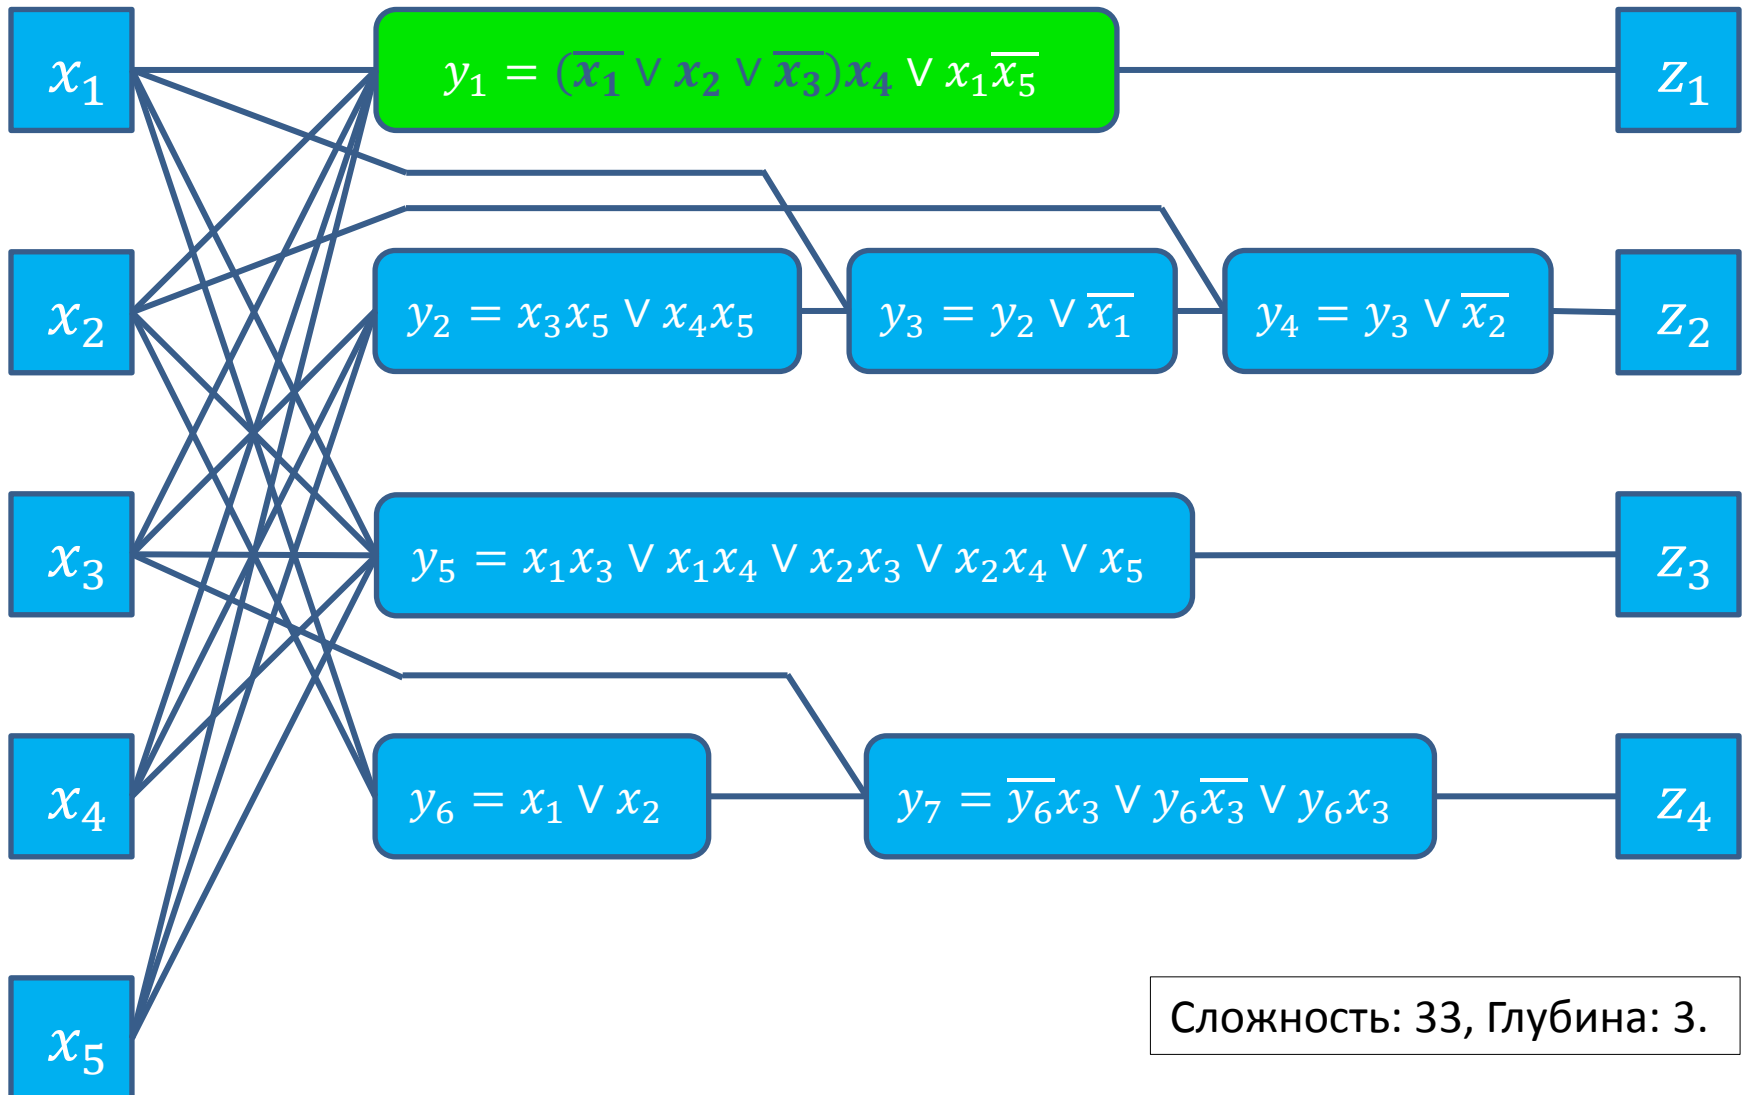 x₁
y₁ = (x̅₁ ∨ x₂ ∨ x̅₃)x₄ ∨ x₁x̅₅
z₁
x₂
y₂ = x₃x₅ ∨ x₄x₅
y₃ = y₂ ∨ x̅₁
y₄ = y₃ ∨ x̅₂
z₂
x₃
y₅ = x₁x₃ ∨ x₁x₄ ∨ x₂x₃ ∨ x₂x₄ ∨ x₅
z₃
x₄
y₆ = x₁ ∨ x₂
y₇ = y̅₆x₃ ∨ y₆x̅₃ ∨ y₆x₃
z₄
x₅
Сложность: 33, Глубина: 3.